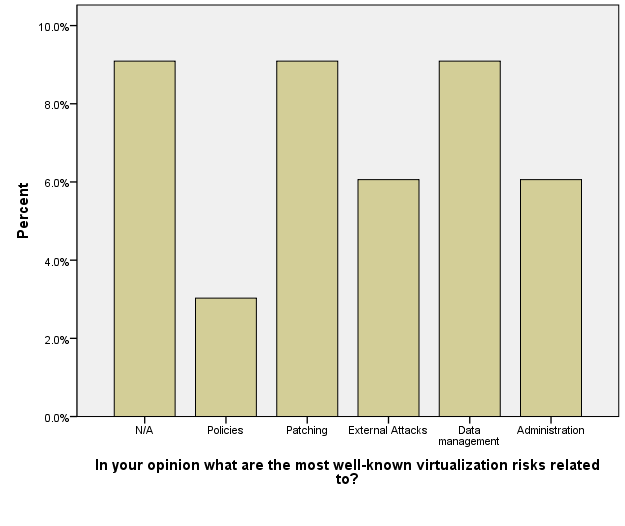 10.0%
8.0%
6.0%
4.0%
2.0%
0.0%
Percent
N/A
Policies
Patching
External Attacks
Data
management
Administration
In your opinion what are the most well-known virtualization risks related
to?